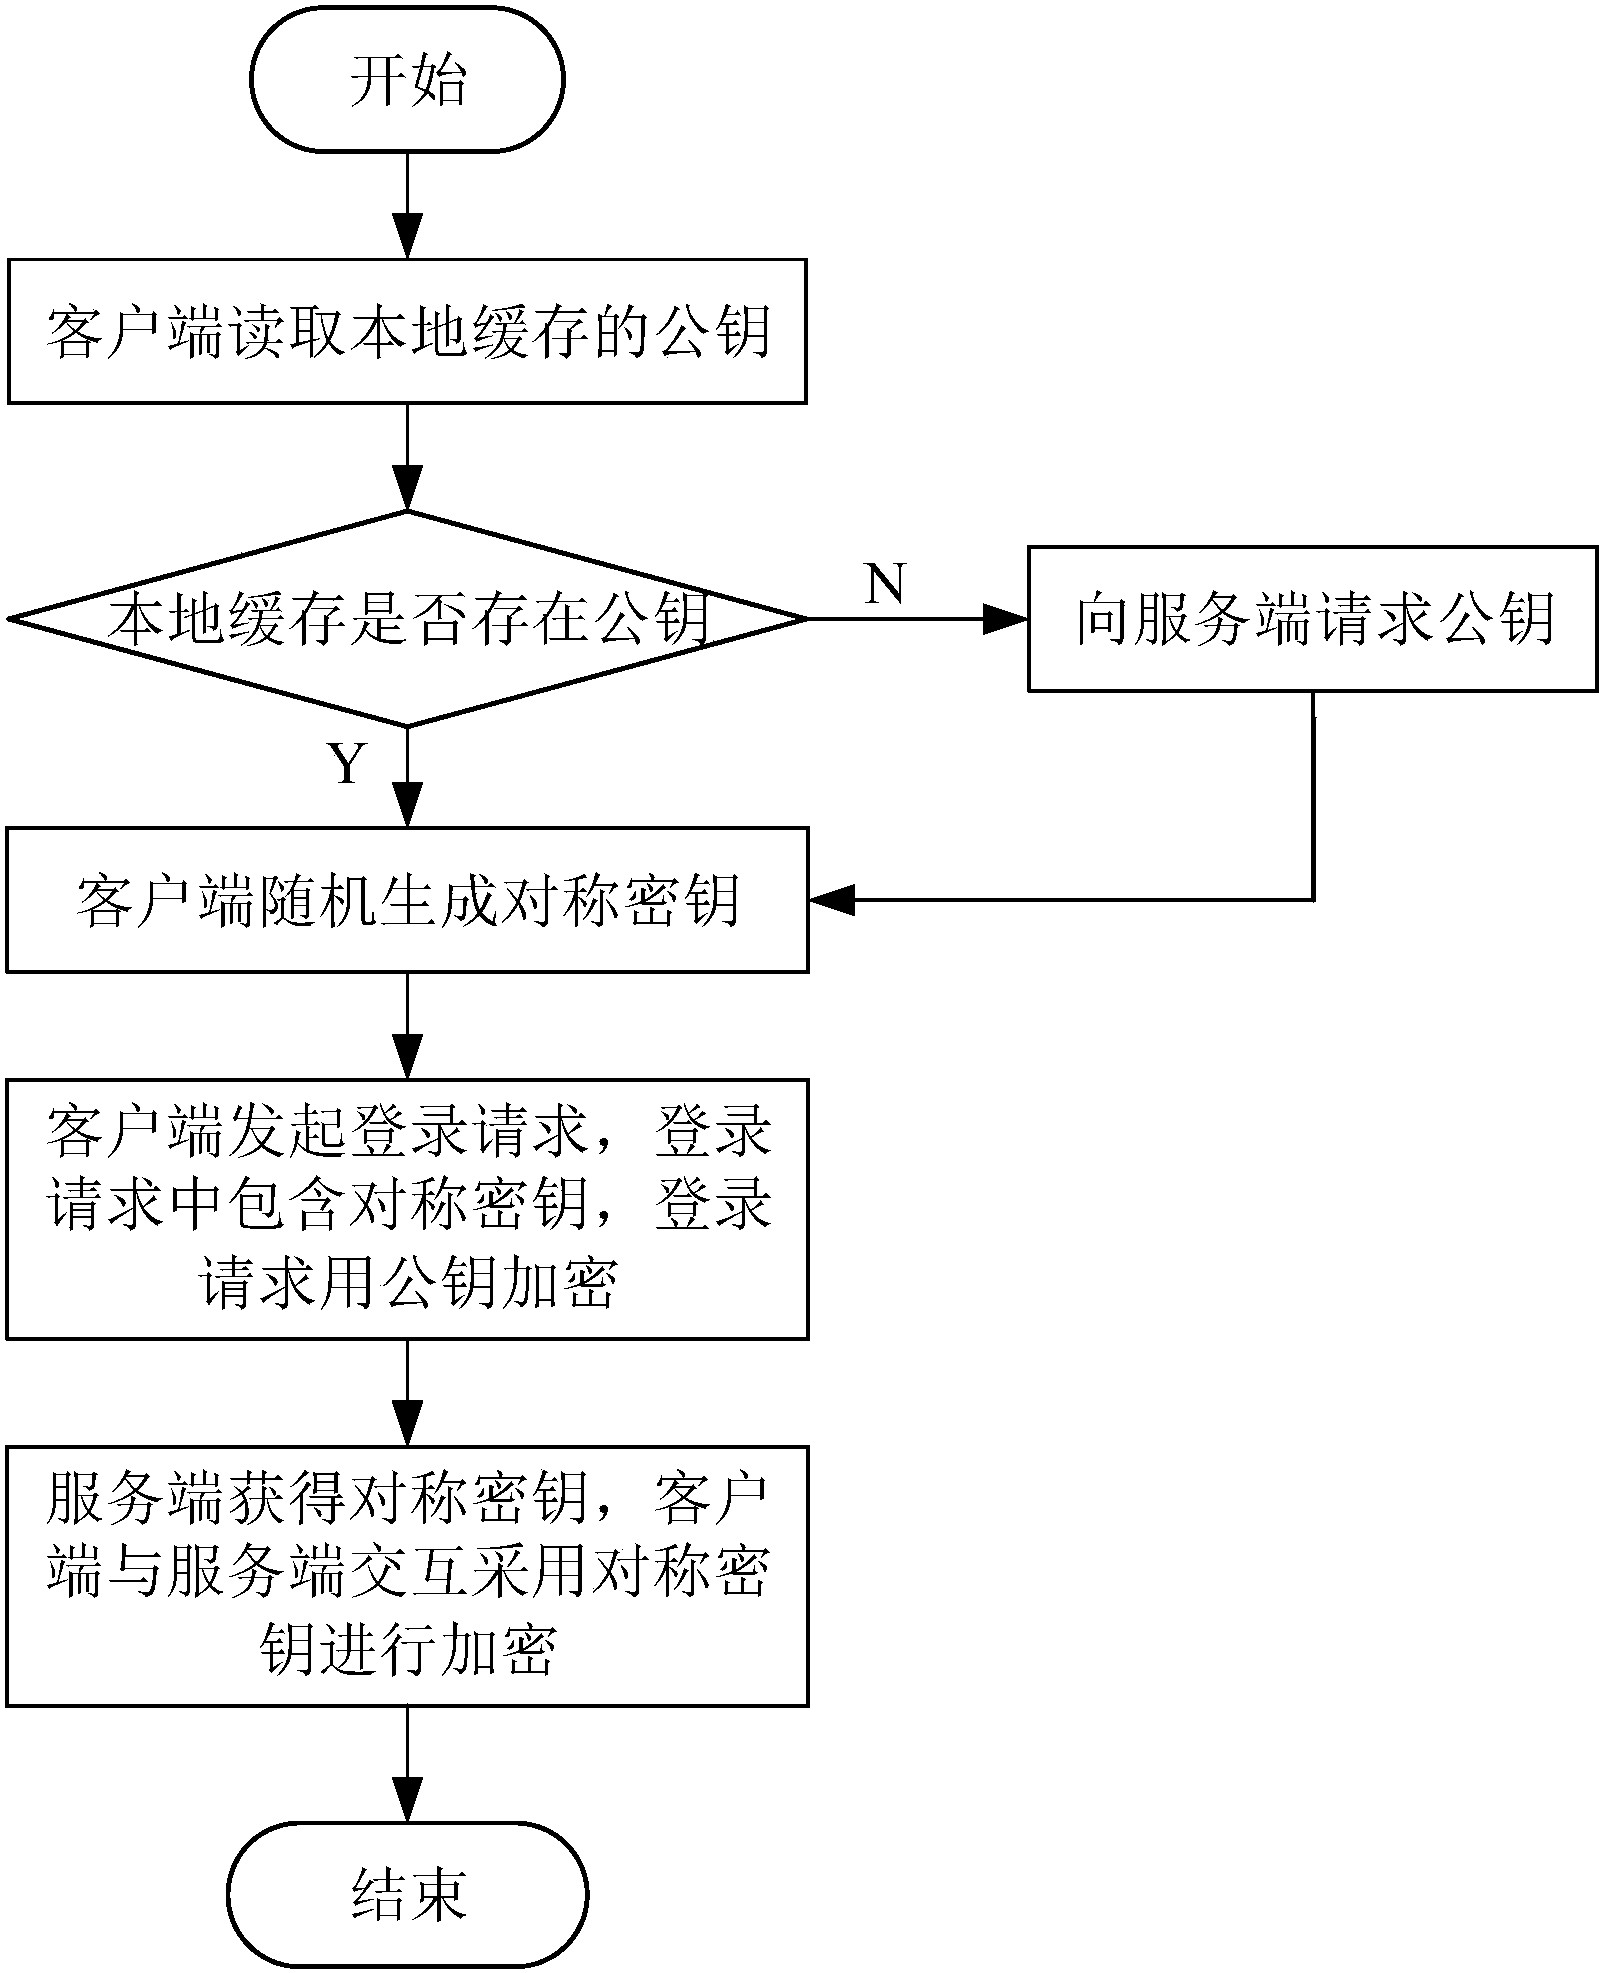 开始
客户端读取本地缓存的公钥
本地缓存是否存在公钥
N
向服务端请求公钥
Y
客户端随机生成对称密钥
客户端发起登录请求，登录
请求中包含对称密钥，登录
请求用公钥加密
服务端获得对称密钥，客户
端与服务端交互采用对称密
钥进行加密
结束